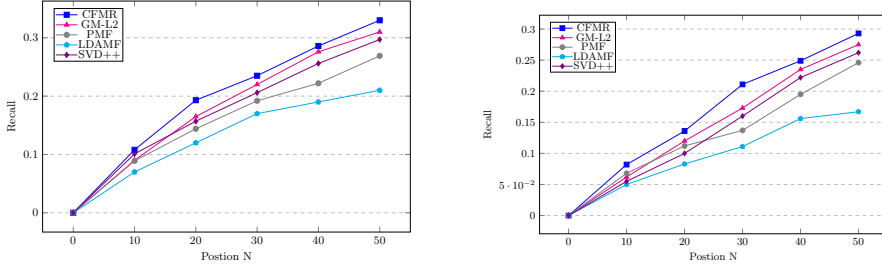 CFMR
GM-L2
PMF
LDAMF
SVD++
0.3
0.2
0.1
0
Recall
0 10 20 30 40 50
Postion N
CFMR
GM-L2
PMF
LDAMF
SVD++
0.3
0.25
0.2
0.15
0.1
5 · 10⁻²
0
Recall
0 10 20 30 40 50
Postion N